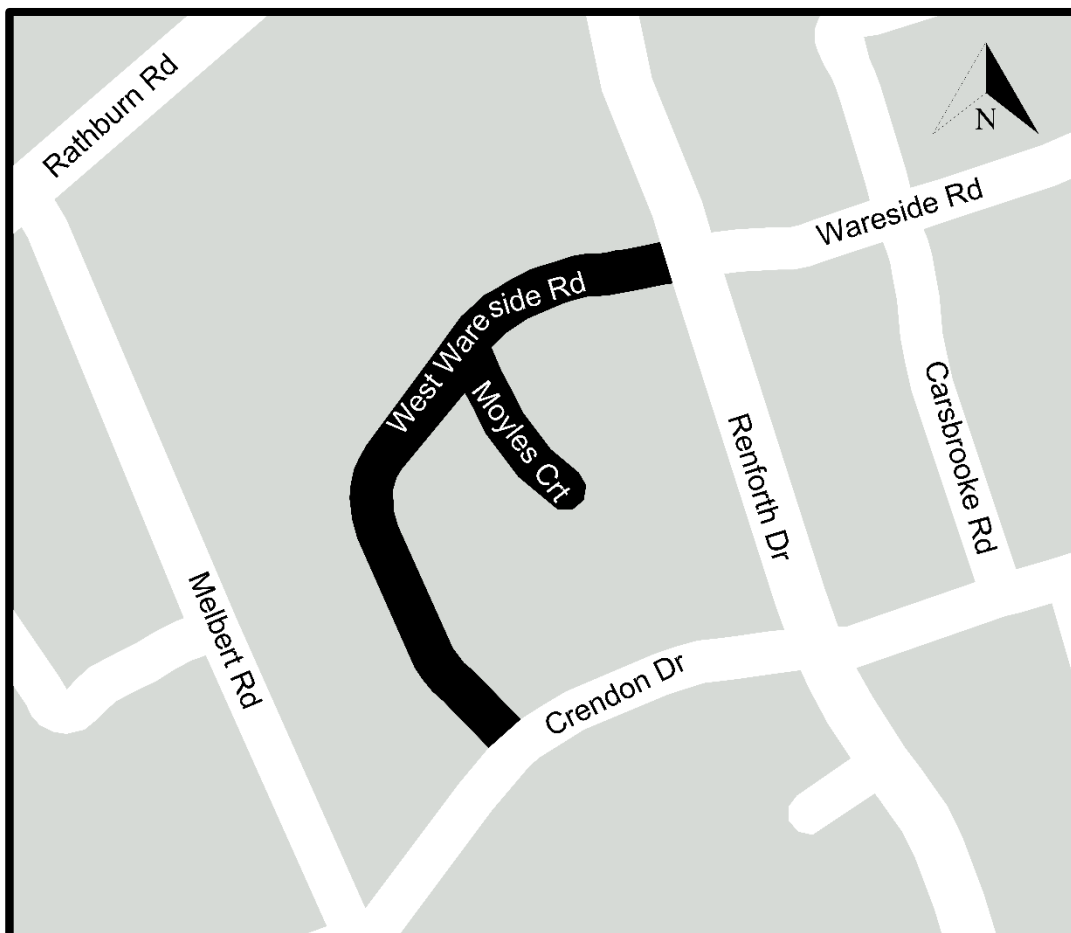 Rathburn Rd
N
Wareside Rd
West Wareside Rd
Moyles Crt
Carsbrooke Rd
Renforth Dr
Melbert Rd
Crendon Dr